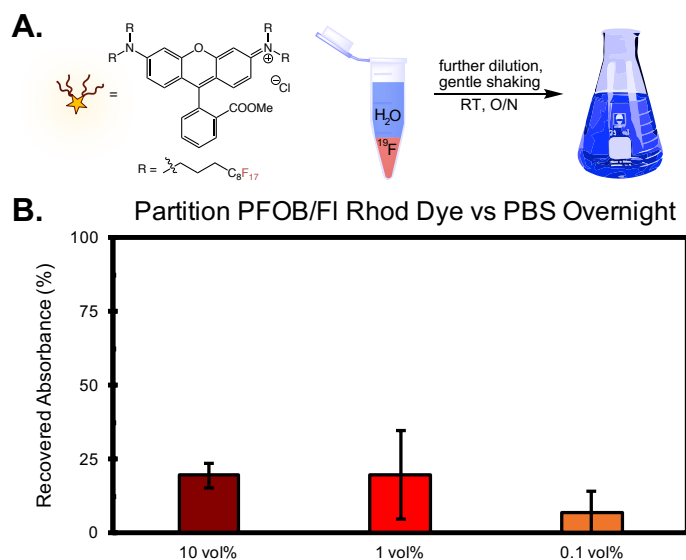 A.
R
R
N
R
O
R
N
⊕
R
⊖Cl
=
COOMe
R =
C8F17
H2O
19F
further dilution,
gentle shaking
RT, O/N
B.
Partition PFOB/Fl Rhod Dye vs PBS Overnight
Recovered Absorbance (%)
100
75
50
25
0
10 vol%
1 vol%
0.1 vol%